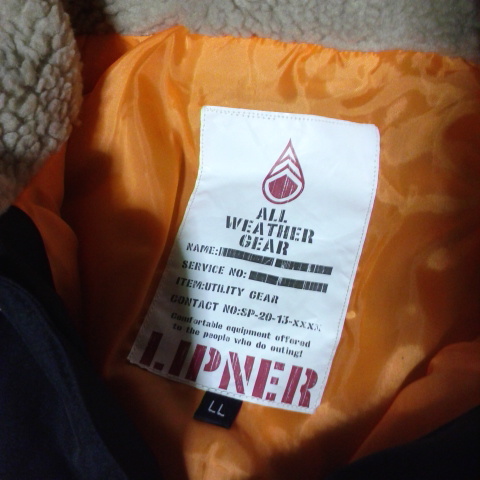 ALL
WEATHER
GEAR
NAME:
SERVICE NO:
ITEM:UTILITY GEAR
CONTACT NO:SP-20-13-XXXX.
Comfortable equipment offered
to the people who do outing!
LIPNER
LL